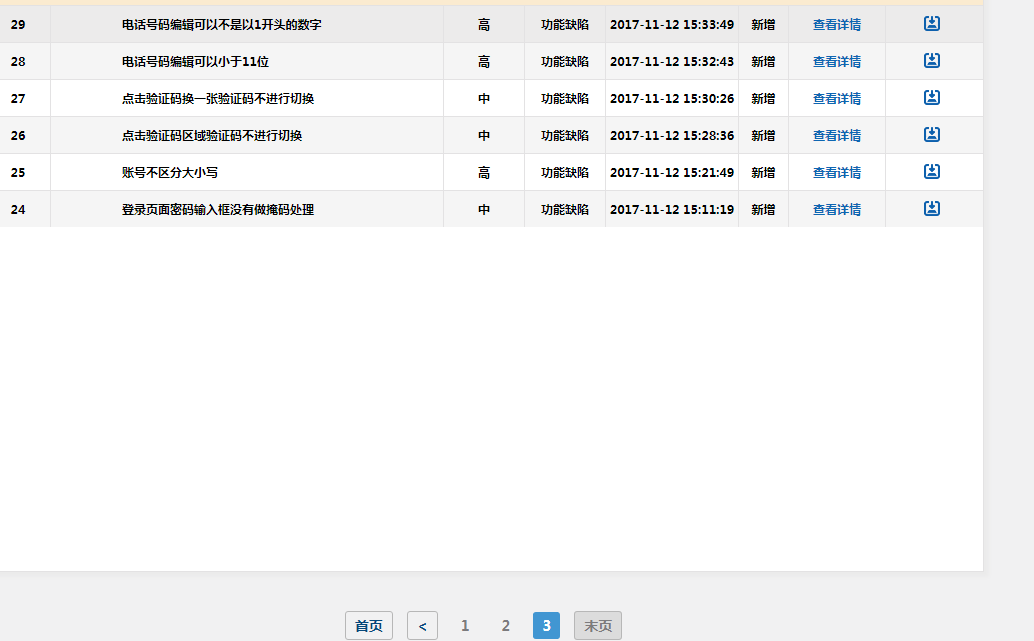 29 电话号码编辑可以不是以1开头的数字 高 功能缺陷 2017-11-12 15:33:49 新增 查看详情
28 电话号码编辑可以小于11位 高 功能缺陷 2017-11-12 15:32:43 新增 查看详情
27 点击验证码换一张验证码不进行切换 中 功能缺陷 2017-11-12 15:30:26 新增 查看详情
26 点击验证码区域验证码不进行切换 中 功能缺陷 2017-11-12 15:28:36 新增 查看详情
25 账号不区分大小写 高 功能缺陷 2017-11-12 15:21:49 新增 查看详情
24 登录页面密码输入框没有做掩码处理 中 功能缺陷 2017-11-12 15:11:19 新增 查看详情
首页 < 1 2 3 末页